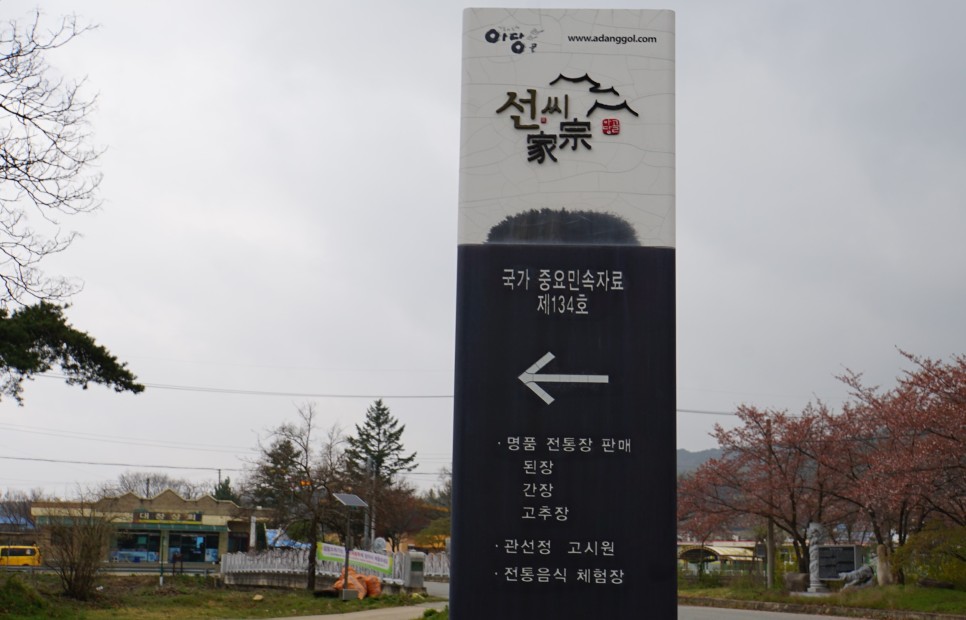 아당골
www.adanggol.com
선씨
宗
家
국가 중요민속자료
제134호
· 명품 전통장 판매
된장
간장
고추장
· 관선정 고시원
· 전통음식 체험장